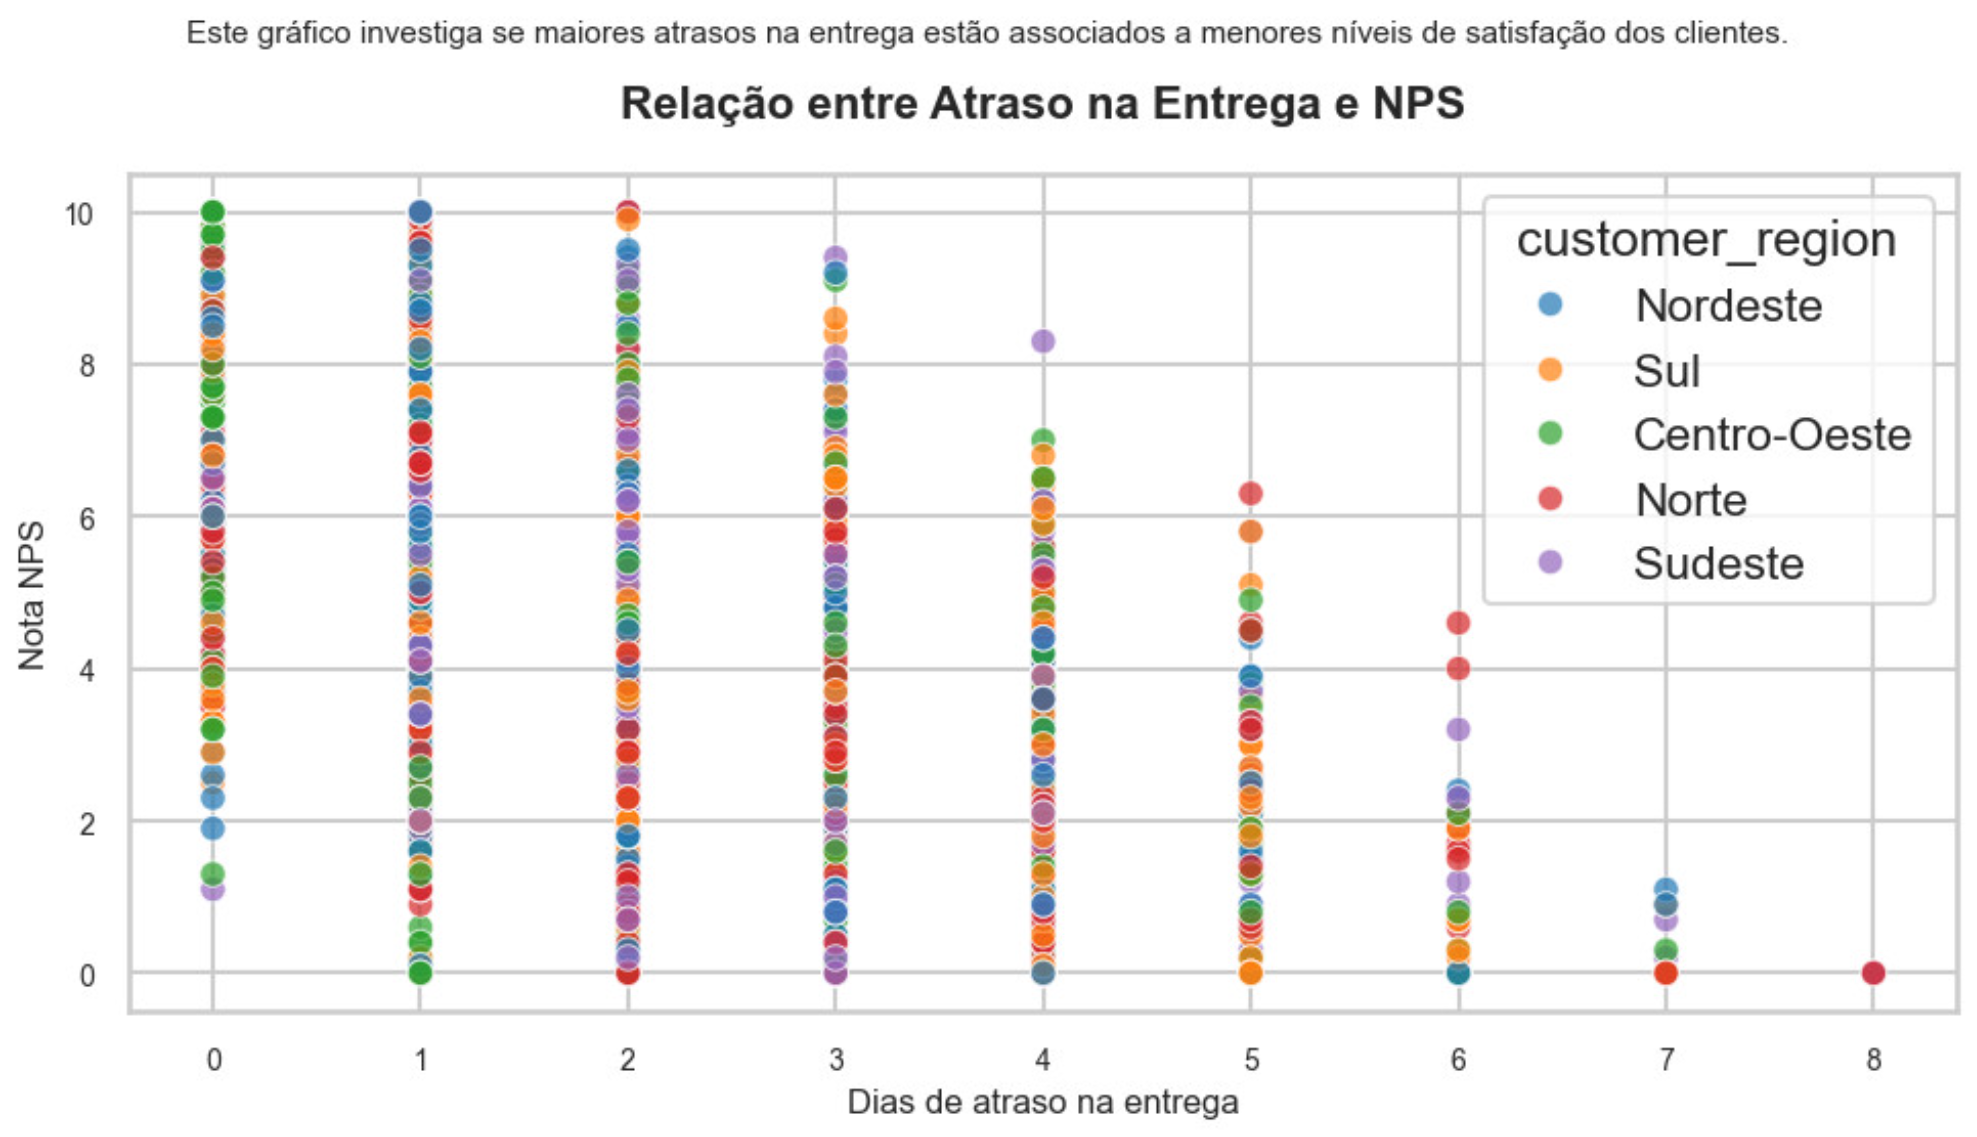 Este gráfico investiga se maiores atrasos na entrega estão associados a menores níveis de satisfação dos clientes.
Relação entre Atraso na Entrega e NPS
Nota NPS
10
8
6
4
2
0
customer_region
Nordeste
Sul
Centro-Oeste
Norte
Sudeste
0 1 2 3 4 5 6 7 8
Dias de atraso na entrega